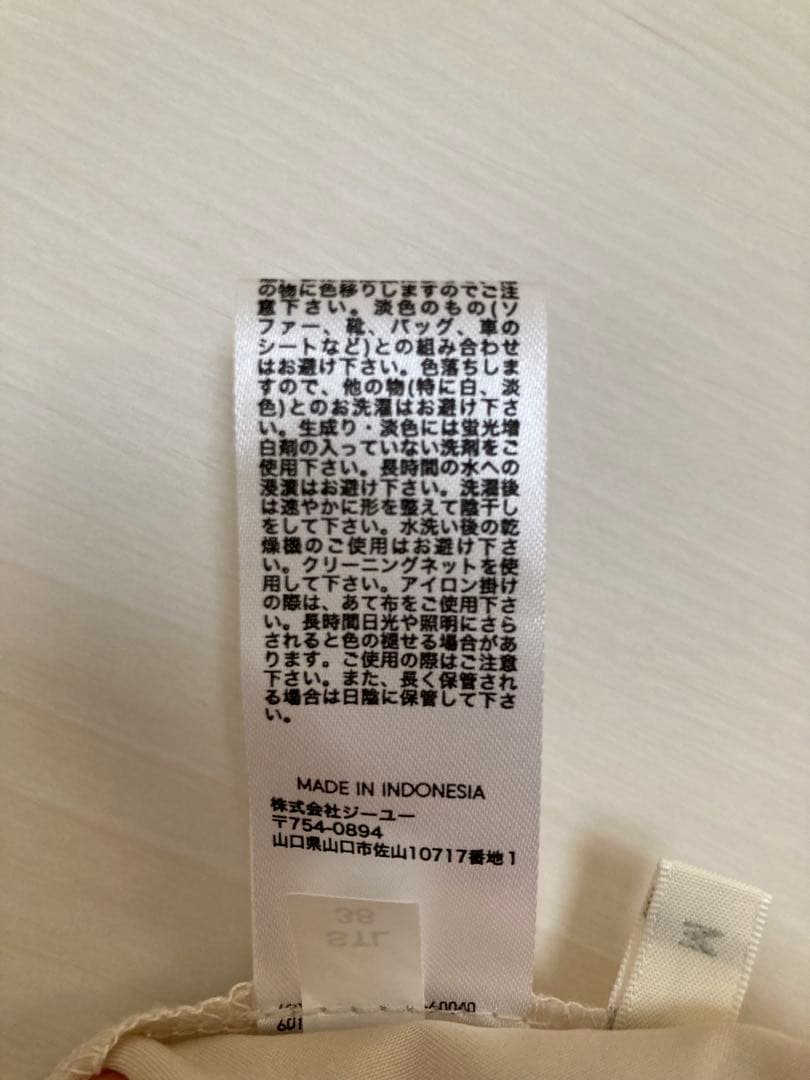 の物に色移りしますのでご注
意下さい。淡色のもの(ソ
ファー、靴、バッグ、車の
シートなど)との組み合わせ
はお避け下さい。色落ちしま
すので、他の物(特に白、淡
色)とのお洗濯はお避け下さ
い。生成り・淡色には蛍光増
白剤の入っていない洗剤をご
使用下さい。長時間の水への
浸漬はお避け下さい。洗濯後
は速やかに形を整えて陰干し
をして下さい。水洗い後の乾
燥機のご使用はお避け下さ
い。クリーニングネットを使
用して下さい。アイロン掛け
の際は、あて布をご使用下さ
い。長時間日光や照明にさら
されると色の褪せる場合があ
ります。ご使用の際はご注意
下さい。また、長く保管され
る場合は日陰に保管して下さ
い。
MADE IN INDONESIA
株式会社ジーユー
〒754-0894
山口県山口市佐山10717番地1
38
STL
601